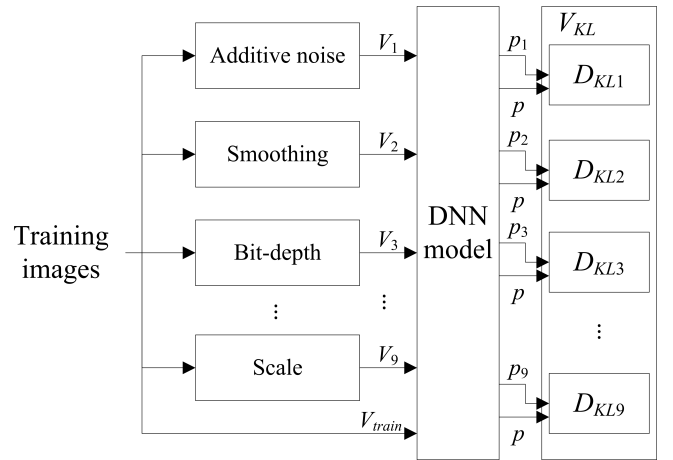 Training
images
Additive noise
Smoothing
Bit-depth
⋮
Scale
V1
V2
V3
⋮
V9
Vtrain
DNN
model
p1
p
p2
p
p3
p
p9
p
VKL
DKL1
DKL2
DKL3
⋮
DKL9